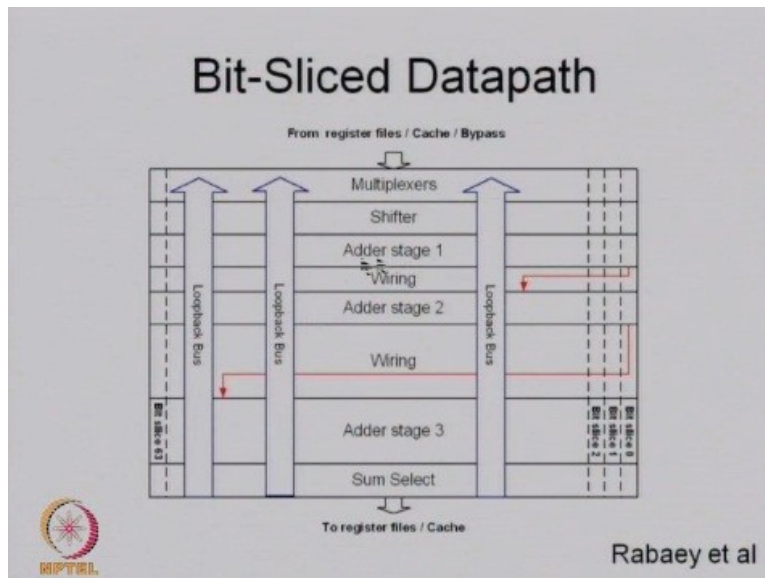 Bit-Sliced Datapath
From register files / Cache / Bypass
Multiplexers
Shifter
Adder stage 1
Wiring
Loopback Bus
Loopback Bus
Loopback Bus
Adder stage 2
Wiring
Bit slice 63
Adder stage 3
Bit slice 2
Bit slice 1
Bit slice 0
Sum Select
To register files / Cache
NPTEL
Rabaey et al